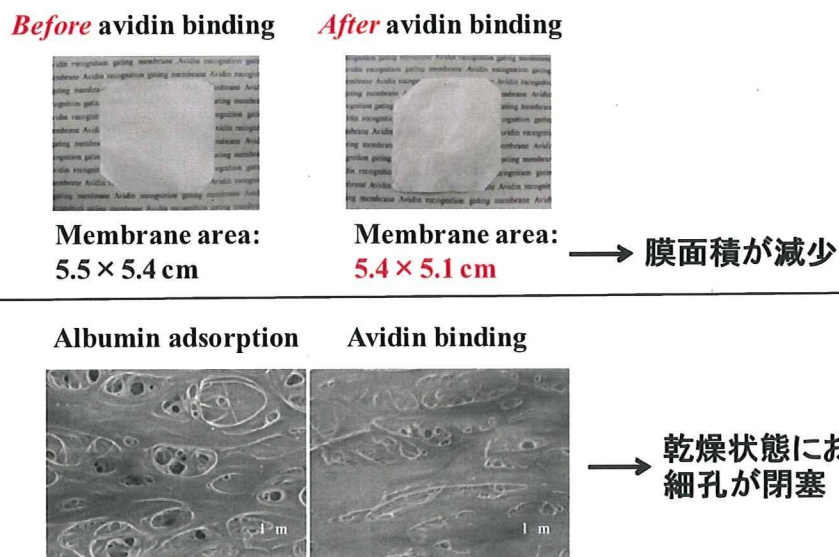 Before avidin binding
After avidin binding
Membrane area:
5.5 × 5.4 cm
Membrane area:
5.4 × 5.1 cm
膜面積が減少
Albumin adsorption
Avidin binding
1 m
1 m
乾燥状態にお
細孔が閉塞